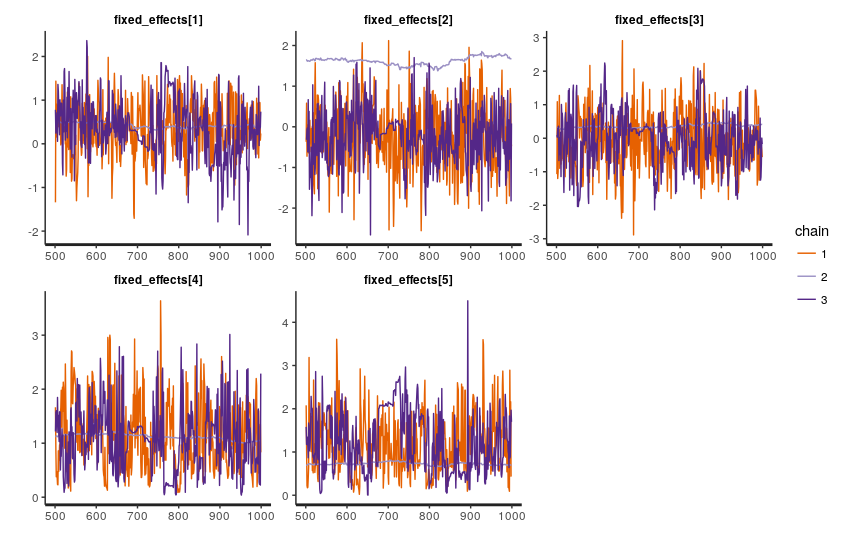 fixed_effects[1]
fixed_effects[2]
fixed_effects[3]
2
1
0
-1
-2
500 600 700 800 900 1000
2
1
0
-1
-2
500 600 700 800 900 1000
3
2
1
0
-1
-2
-3
500 600 700 800 900 1000
fixed_effects[4]
fixed_effects[5]
3
2
1
0
500 600 700 800 900 1000
4
3
2
1
0
500 600 700 800 900 1000
chain
1
2
3